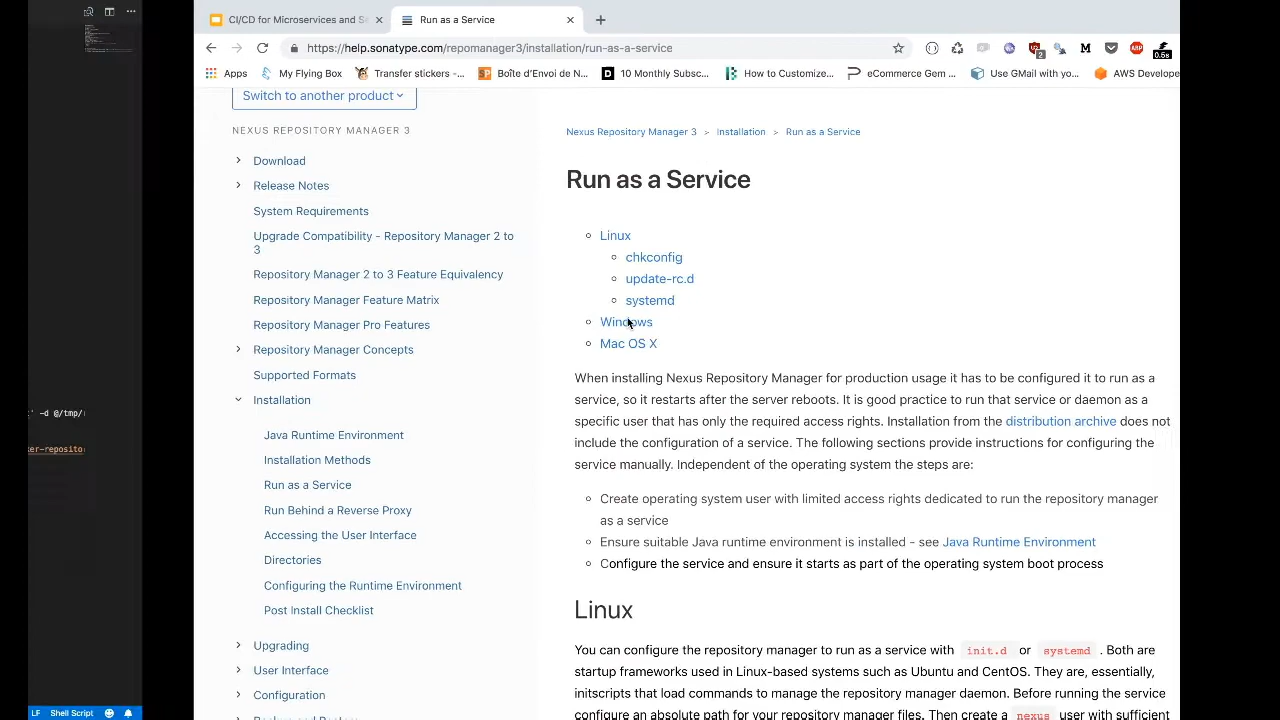 CI/CD for Microservices and Se
Run as a Service
https://he
natype.com/repomanager3/installation/run-as-a-service
2
ABP
0.5s
Apps
My Flying Box
Transfer stickers -...
Boîte d'Envoi de N...
10 Monthly Subsc...
How to Customize...
eCommerce Gem ...
Use GMail with yo...
AWS Develope
Switch to another product
NEXUS REPOSITORY MANAGER 3
Download
Release Notes
System Requirements
Upgrade Compatibility - Repository Manager 2 to
3
Repository Manager 2 to 3 Feature Equivalency
Repository Manager Feature Matrix
Repository Manager Pro Features
Repository Manager Concepts
Supported Formats
Installation
Java Runtime Environment
Installation Methods
Run as a Service
Run Behind a Reverse Proxy
Accessing the User Interface
Directories
Configuring the Runtime Environment
Post Install Checklist
Upgrading
User Interface
Configuration
Nexus Repository Manager 3 > Installation > Run as a Service
Run as a Service
Linux
chkconfig
update-rc.d
systemd
Windows
Mac OS X
When installing Nexus Repository Manager for production usage it has to be configured it to run as a
service, so it restarts after the server reboots. It is good practice to run that service or daemon as a
specific user that has only the required access rights. Installation from the distribution archive does not
include the configuration of a service. The following sections provide instructions for configuring the
service manually. Independent of the operating system the steps are:
Create operating system user with limited access rights dedicated to run the repository manager
as a service
Ensure suitable Java runtime environment is installed - see Java Runtime Environment
Configure the service and ensure it starts as part of the operating system boot process
Linux
You can configure the repository manager to run as a service with init.d or systemd . Both are
startup frameworks used in Linux-based systems such as Ubuntu and CentOS. They are, essentially,
initscripts that load commands to manage the repository manager daemon. Before running the service
configure an absolute path for your repository manager files. Then create a nexus user with sufficient
' -d @/tmp/
er-reposito
LF Shell Script